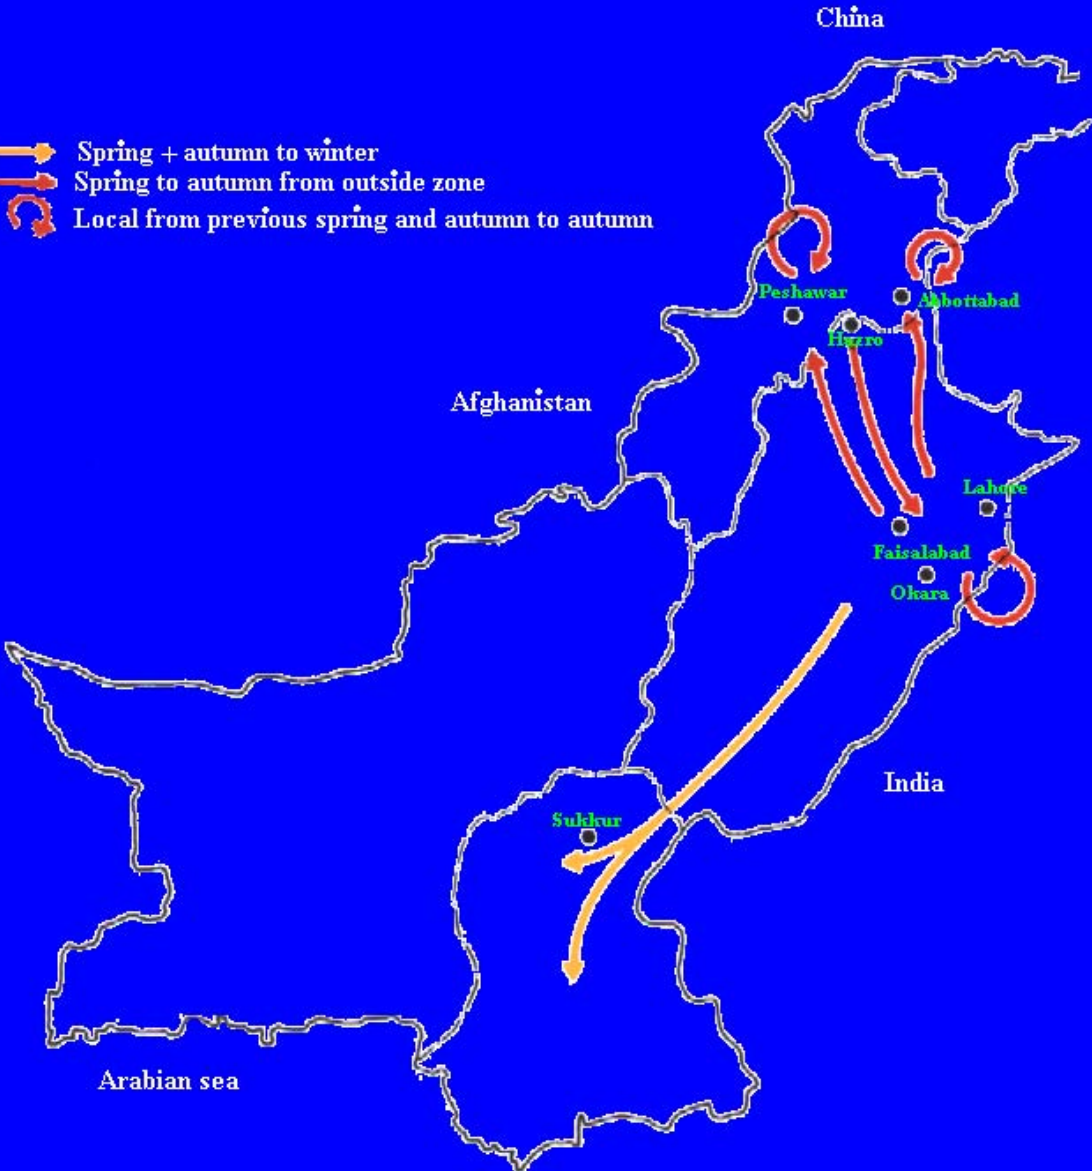 China
Spring + autumn to winter
Spring to autumn from outside zone
Local from previous spring and autumn to autumn
Peshawar
Abbottabad
Hazro
Afghanistan
Lahore
Faisalabad
Okara
India
Sukkur
Arabian sea